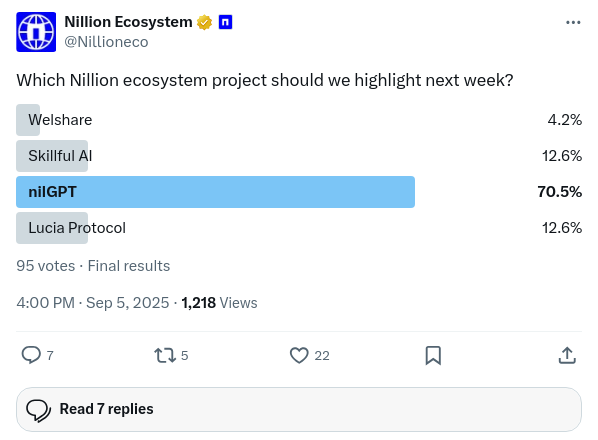 Nillion Ecosystem
@Nillioneco
Which Nillion ecosystem project should we highlight next week?
Welshare 4.2%
Skillful AI 12.6%
nilGPT 70.5%
Lucia Protocol 12.6%
95 votes · Final results
4:00 PM · Sep 5, 2025 · 1,218 Views
7 5 22
Read 7 replies